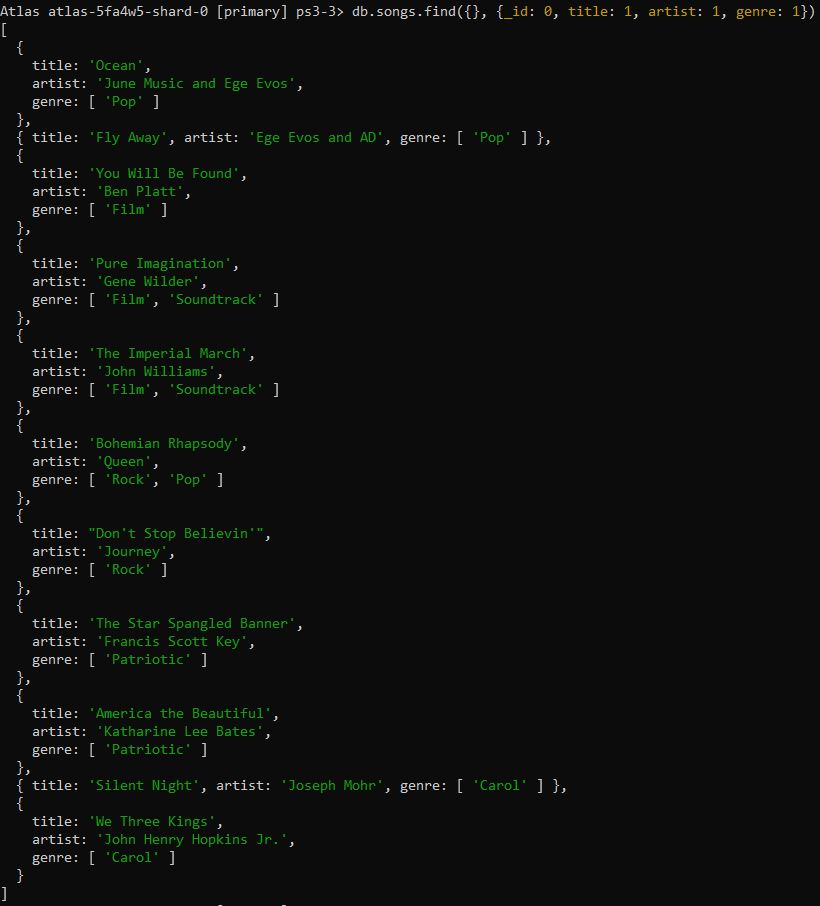 Atlas atlas-5fa4w5-shard-0 [primary] ps3-3> db.songs.find({}, {_id: 0, title: 1, artist: 1, genre: 1})
[
  {
    title: 'Ocean',
    artist: 'June Music and Ege Evos',
    genre: [ 'Pop' ]
  },
  { title: 'Fly Away', artist: 'Ege Evos and AD', genre: [ 'Pop' ] },
  {
    title: 'You Will Be Found',
    artist: 'Ben Platt',
    genre: [ 'Film' ]
  },
  {
    title: 'Pure Imagination',
    artist: 'Gene Wilder',
    genre: [ 'Film', 'Soundtrack' ]
  },
  {
    title: 'The Imperial March',
    artist: 'John Williams',
    genre: [ 'Film', 'Soundtrack' ]
  },
  {
    title: 'Bohemian Rhapsody',
    artist: 'Queen',
    genre: [ 'Rock', 'Pop' ]
  },
  {
    title: "Don't Stop Believin'",
    artist: 'Journey',
    genre: [ 'Rock' ]
  },
  {
    title: 'The Star Spangled Banner',
    artist: 'Francis Scott Key',
    genre: [ 'Patriotic' ]
  },
  {
    title: 'America the Beautiful',
    artist: 'Katharine Lee Bates',
    genre: [ 'Patriotic' ]
  },
  { title: 'Silent Night', artist: 'Joseph Mohr', genre: [ 'Carol' ] },
  {
    title: 'We Three Kings',
    artist: 'John Henry Hopkins Jr.',
    genre: [ 'Carol' ]
  }
]